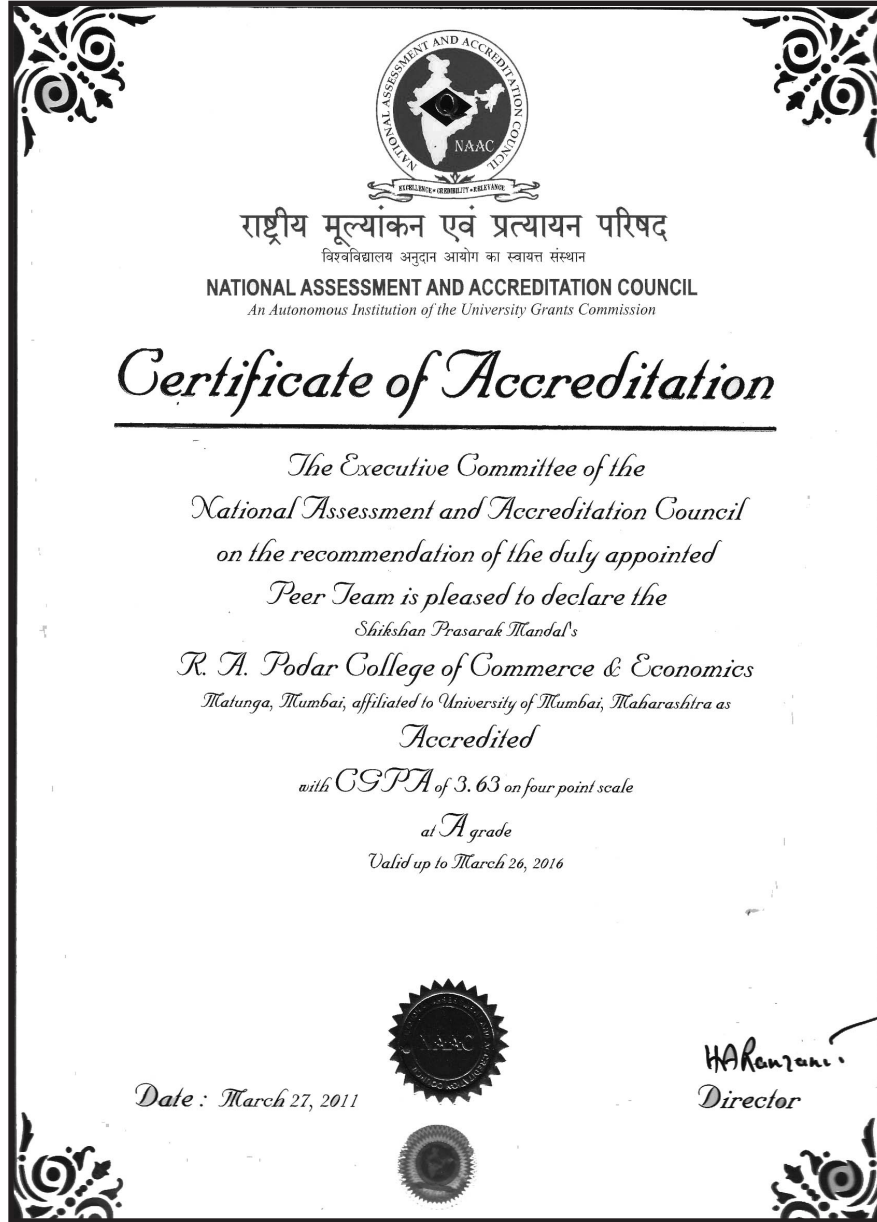 NATIONAL ASSESSMENT AND ACCREDITATION COUNCIL
Q
NAAC
EXCELLENCE • CREDIBILITY • RELEVANCE
राष्ट्रीय मूल्यांकन एवं प्रत्यायन परिषद
विश्वविद्यालय अनुदान आयोग का स्वायत्त संस्थान
NATIONAL ASSESSMENT AND ACCREDITATION COUNCIL
An Autonomous Institution of the University Grants Commission
Certificate of Accreditation
The Executive Committee of the
National Assessment and Accreditation Council
on the recommendation of the duly appointed
Peer Team is pleased to declare the
Shikshan Prasarak Mandal's
R. A. Podar College of Commerce & Economics
Matunga, Mumbai, affiliated to University of Mumbai, Maharashtra as
Accredited
with CGPA of 3.63 on four point scale
at A grade
Valid up to March 26, 2016
NAAC
Date : March 27, 2011
Director